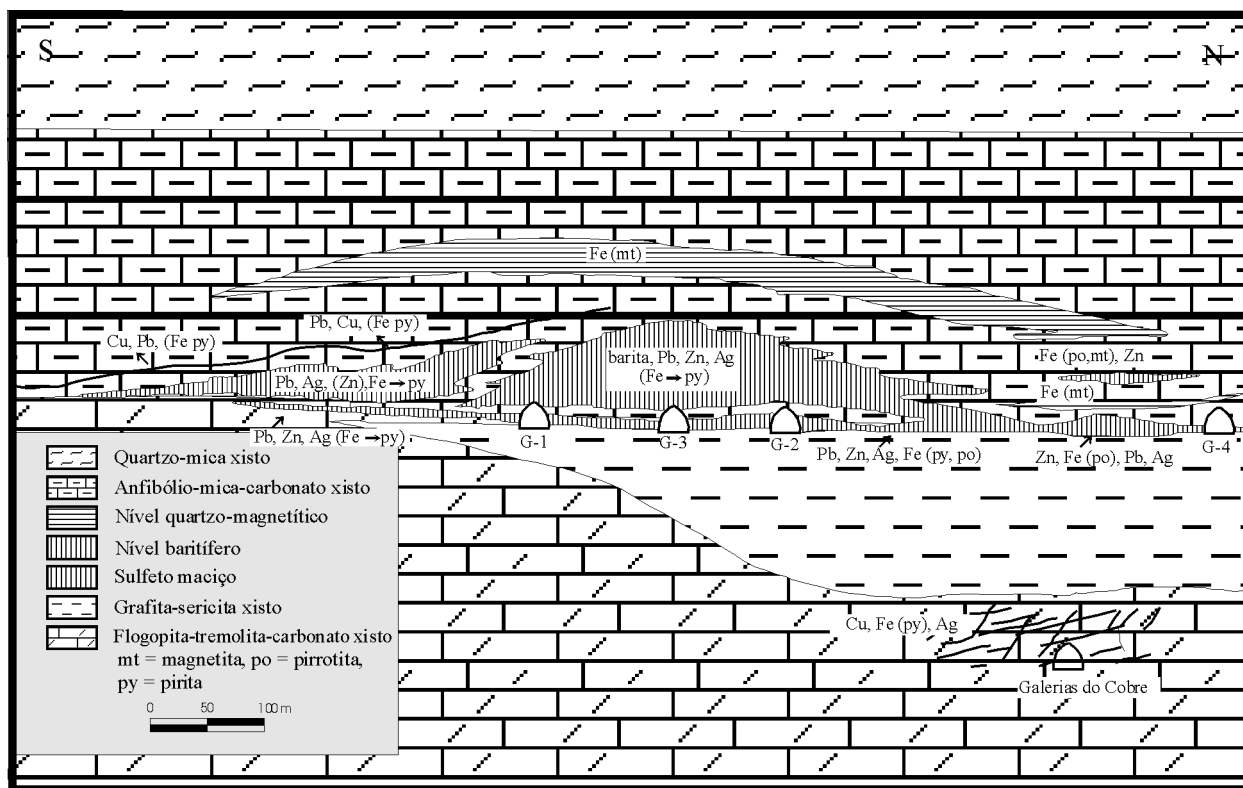 S
N
Fe (mt)
Pb, Cu, (Fe py)
Cu, Pb, (Fe py)
Fe (po,mt), Zn
barita, Pb, Zn, Ag
(Fe → py)
Pb, Ag, (Zn),Fe → py
Fe (mt)
Pb, Zn, Ag (Fe →py)
G-1
G-3
G-2
Pb, Zn, Ag, Fe (py, po)
Zn, Fe (po), Pb, Ag
G-4
Quartzo-mica xisto
Anfibólio-mica-carbonato xisto
Nível quartzo-magnetítico
Nível baritífero
Sulfeto maciço
Grafita-sericita xisto
Flogopita-tremolita-carbonato xisto
mt = magnetita, po = pirrotita,
py = pirita
0 50 100 m
Cu, Fe (py), Ag
Galerias do Cobre